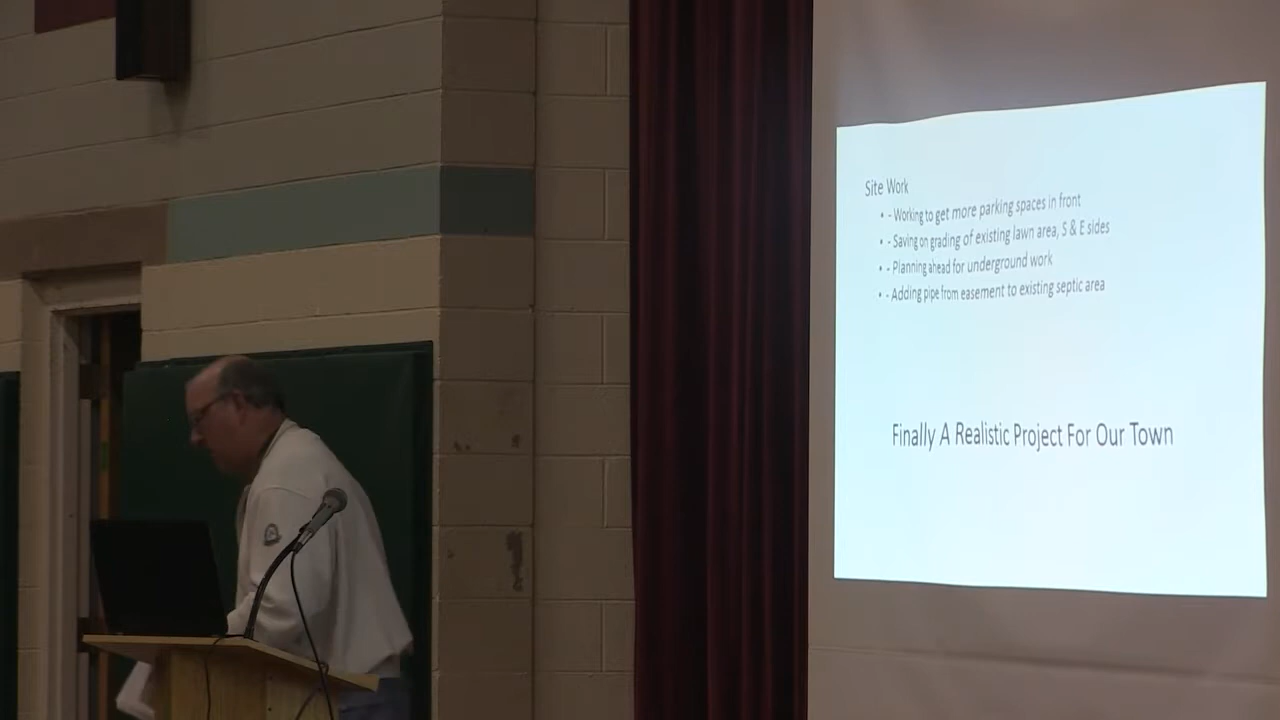 Site Work
• - Working to get more parking spaces in front
• - Saving on grading of existing lawn area, S & E sides
• - Planning ahead for underground work
• - Adding pipe from easement to existing septic area
Finally A Realistic Project For Our Town